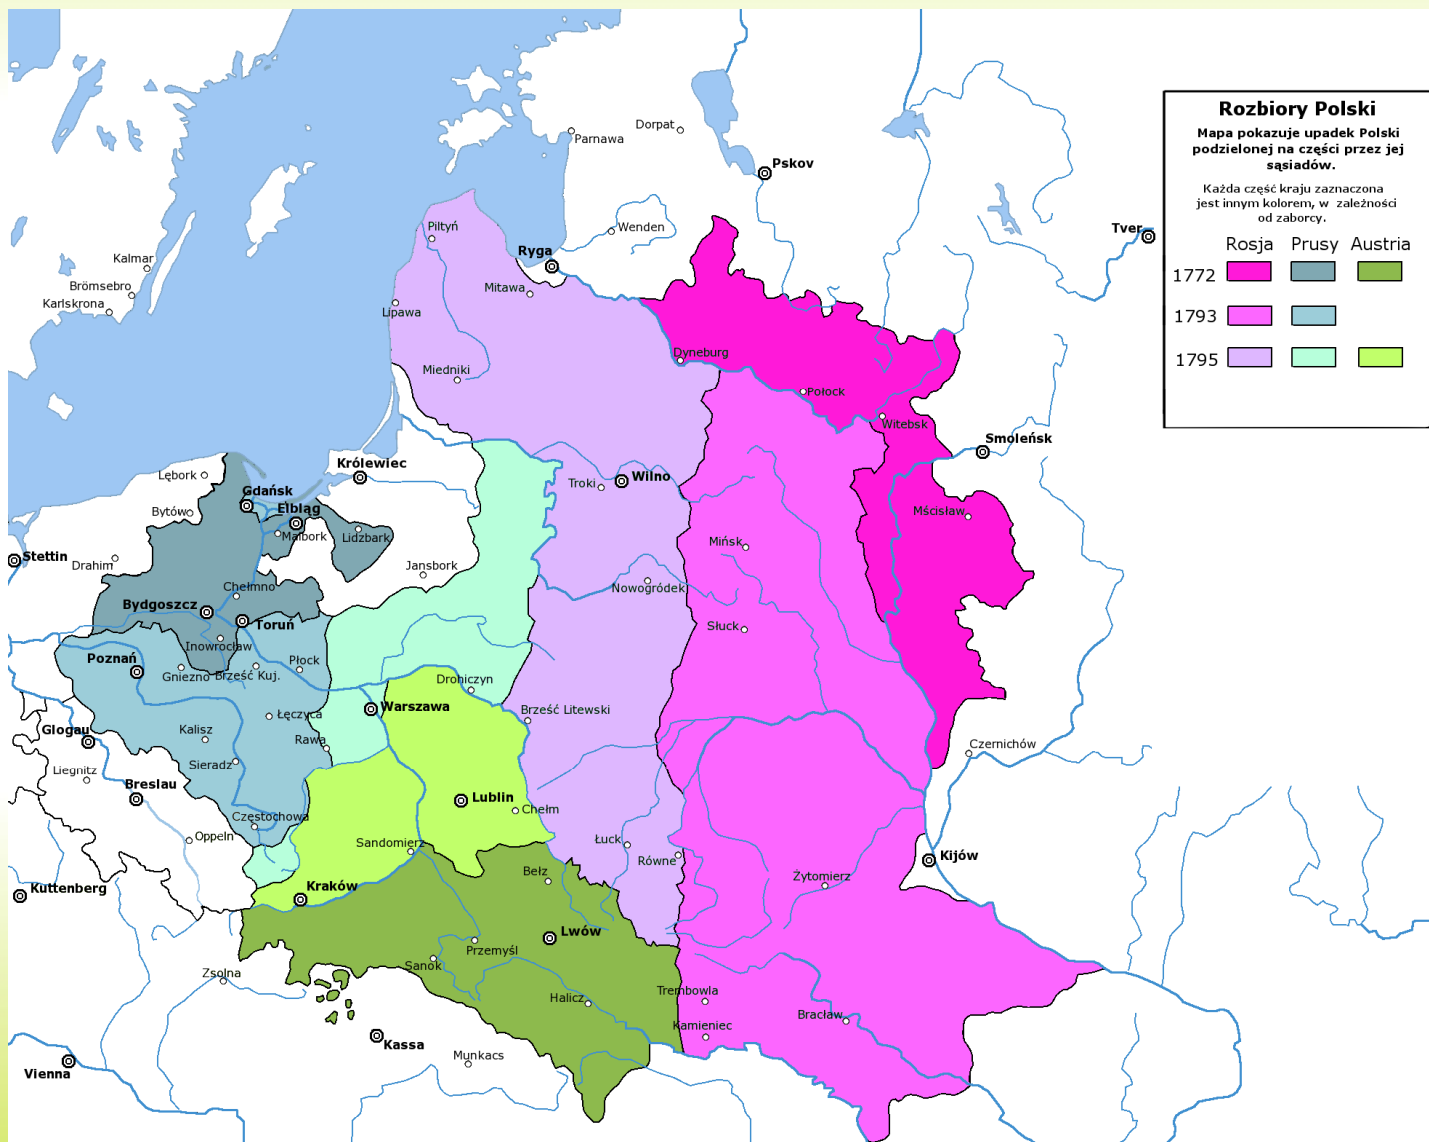 Rozbiory Polski
Mapa pokazuje upadek Polski
podzielonej na części przez jej
sąsiadów.
Każda część kraju zaznaczona
jest innym kolorem, w zależności
od zaborcy.
Rosja Prusy Austria
1772
1793
1795
Dorpat
Parnawa
Pskov
Piltyń
Wenden
Tver
Ryga
Kalmar
Brömsebro
Karlskrona
Mitawa
Lipawa
Dyneburg
Miedniki
Połock
Witebsk
Smoleńsk
Królewiec
Lębork
Wilno
Troki
Gdańsk
Elbląg
Bytów
Mścisław
Malbork
Lidzbark
Mińsk
Stettin
Drahim
Jansbork
Chełmno
Nowogródek
Bydgoszcz
Toruń
Słuck
Inowrocław
Poznań
Płock
Gniezno
Brześć Kuj.
Drohiczyn
Warszawa
Brześć Litewski
Łęczyca
Glogau
Kalisz
Rawa
Czernichów
Sieradz
Liegnitz
Breslau
Lublin
Chełm
Częstochowa
Oppeln
Sandomierz
Łuck
Równe
Kijów
Bełz
Żytomierz
Kuttenberg
Kraków
Lwów
Przemyśl
Sanok
Zsolna
Halicz
Trembowla
Bracław
Kamieniec
Kassa
Munkacs
Vienna